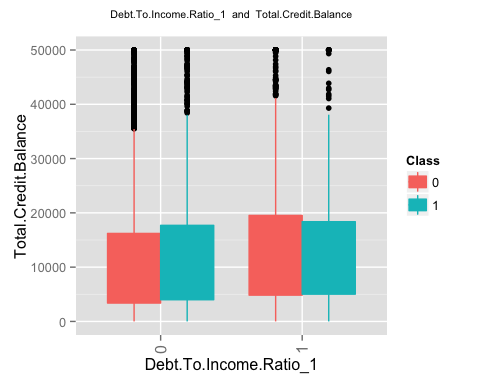 Debt.To.Income.Ratio_1 and Total.Credit.Balance
50000
40000
30000
20000
10000
0
Total.Credit.Balance
0
1
Debt.To.Income.Ratio_1
Class
0
1